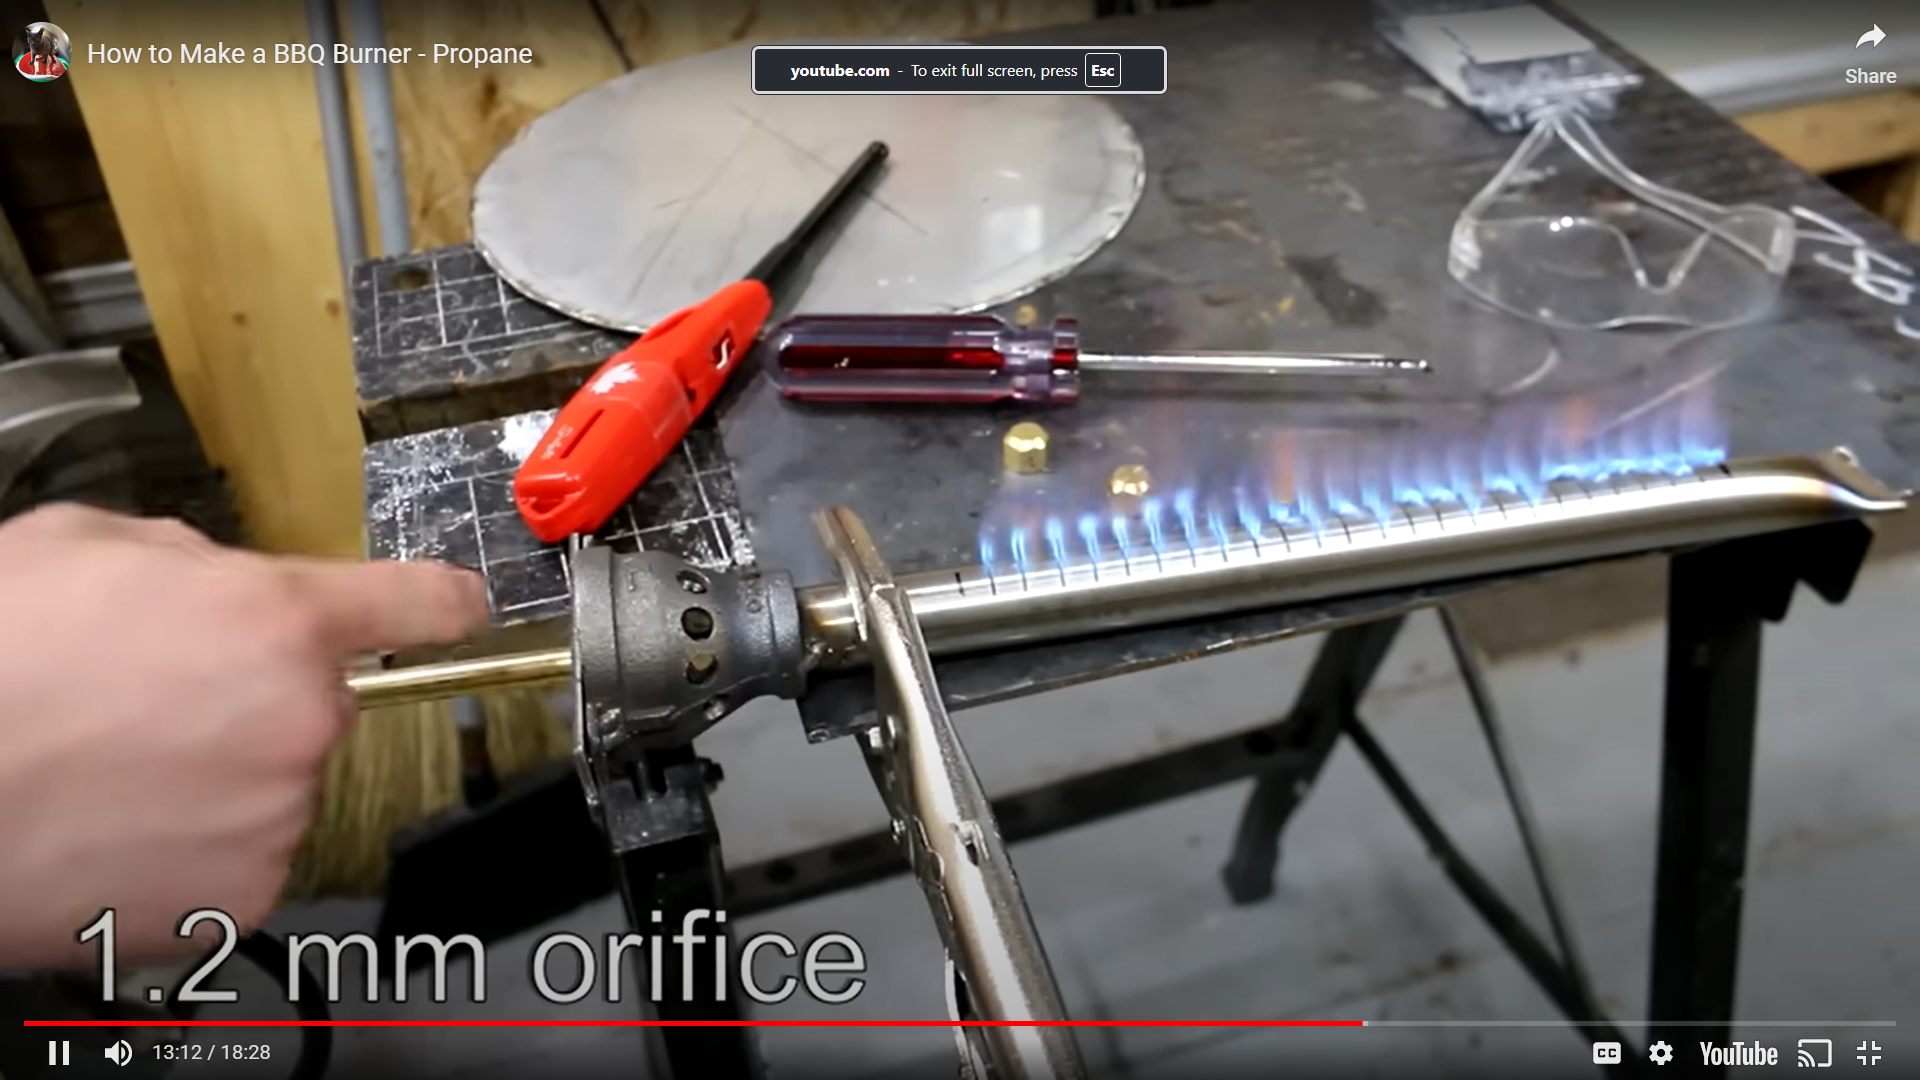 How to Make a BBQ Burner - Propane
youtube.com - To exit full screen, press Esc
Share
1.2 mm orifice
13:12 / 18:28
CC
YouTube